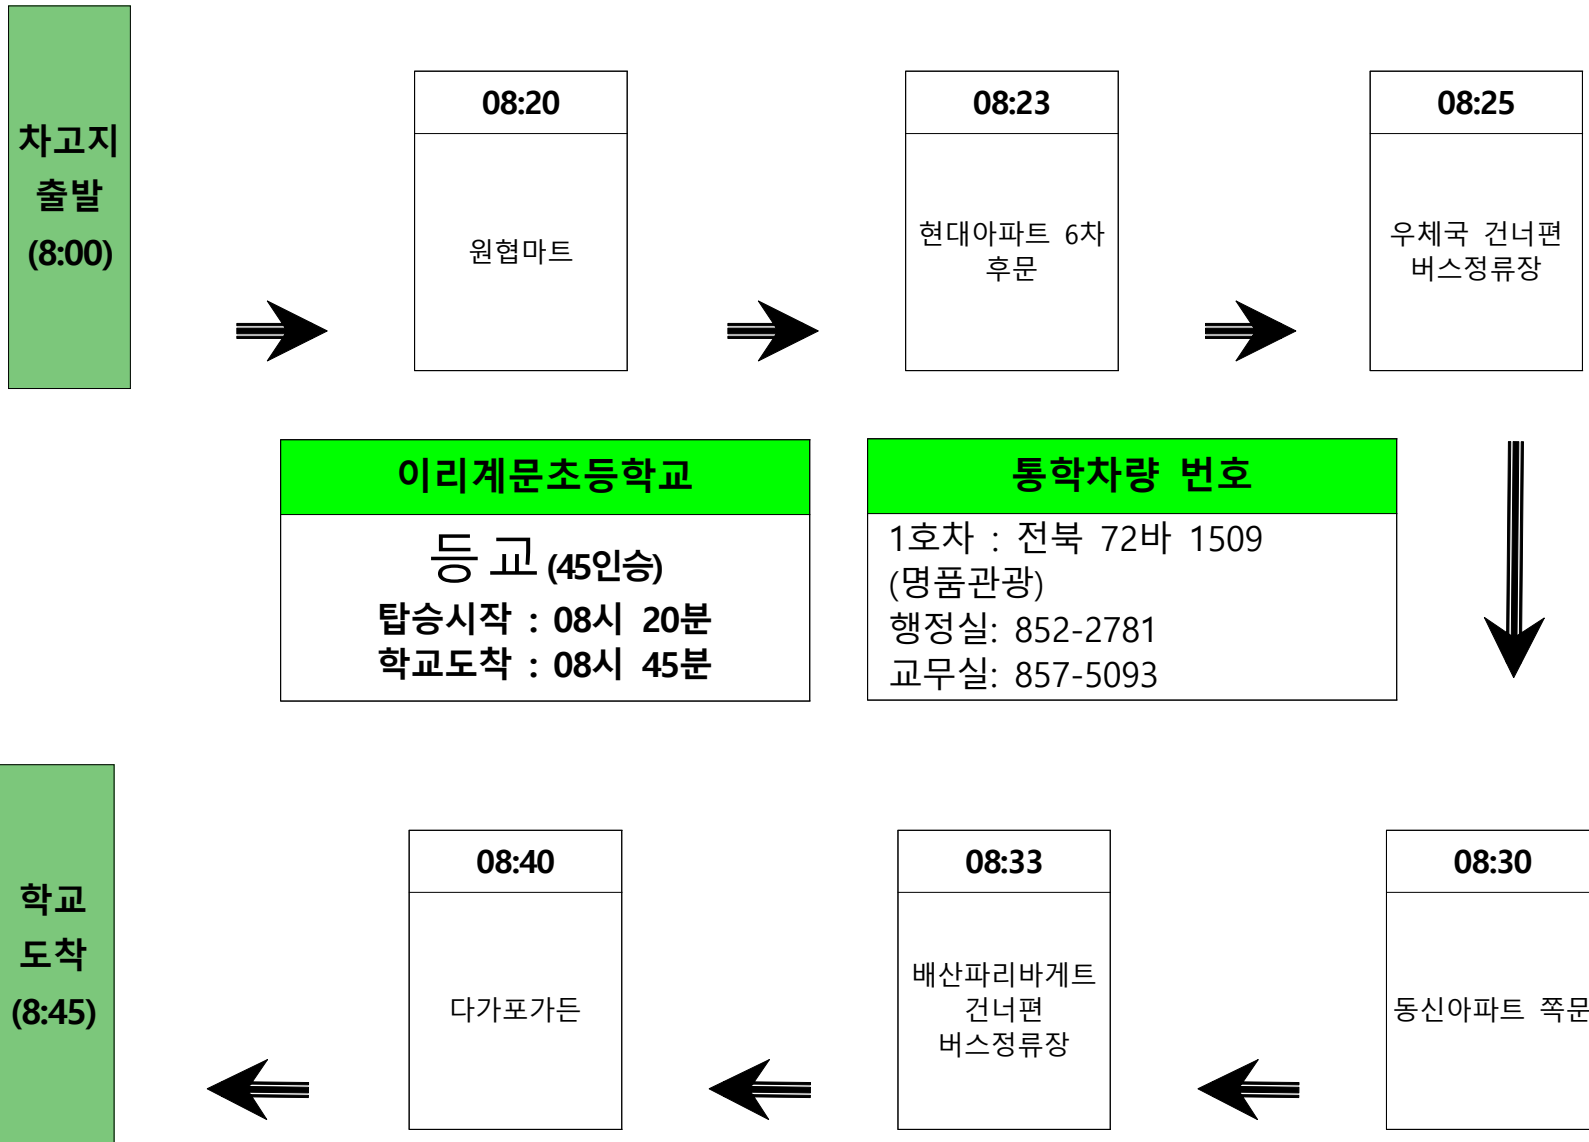 차고지
출발
(8:00)
08:20
원협마트
08:23
현대아파트 6차
후문
08:25
우체국 건너편
버스정류장
이리계문초등학교
등교(45인승)
탑승시작 : 08시 20분
학교도착 : 08시 45분
통학차량 번호
1호차 : 전북 72바 1509
(명품관광)
행정실: 852-2781
교무실: 857-5093
08:30
동신아파트 쪽문
08:33
배산파리바게트
건너편
버스정류장
08:40
다가포가든
학교
도착
(8:45)